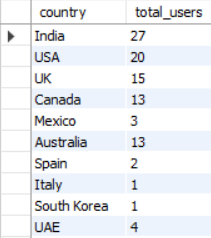 country total_users
India 27
USA 20
UK 15
Canada 13
Mexico 3
Australia 13
Spain 2
Italy 1
South Korea 1
UAE 4